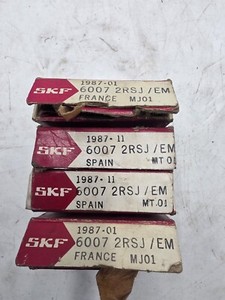 SKF
1987-01
6007 2RSJ/EM
FRANCE MJ01
SKF
1987-11
6007 2RSJ/EM
SPAIN MT.01
SKF
1987-11
6007 2RSJ/EM
SPAIN MT.01
SKF
1987-01
6007 2RSJ/EM
FRANCE MJ01